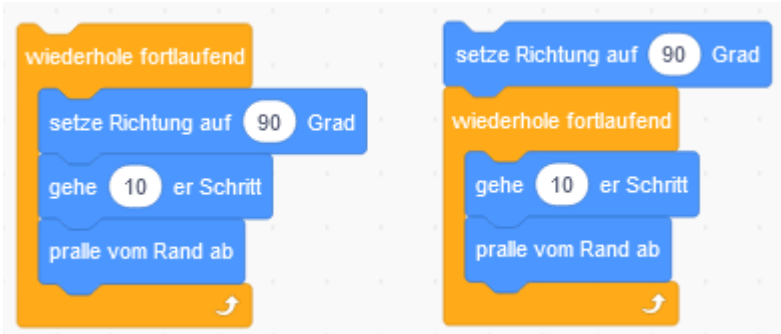 wiederhole fortlaufend
setze Richtung auf 90 Grad
gehe 10 er Schritt
pralle vom Rand ab
setze Richtung auf 90 Grad
wiederhole fortlaufend
gehe 10 er Schritt
pralle vom Rand ab